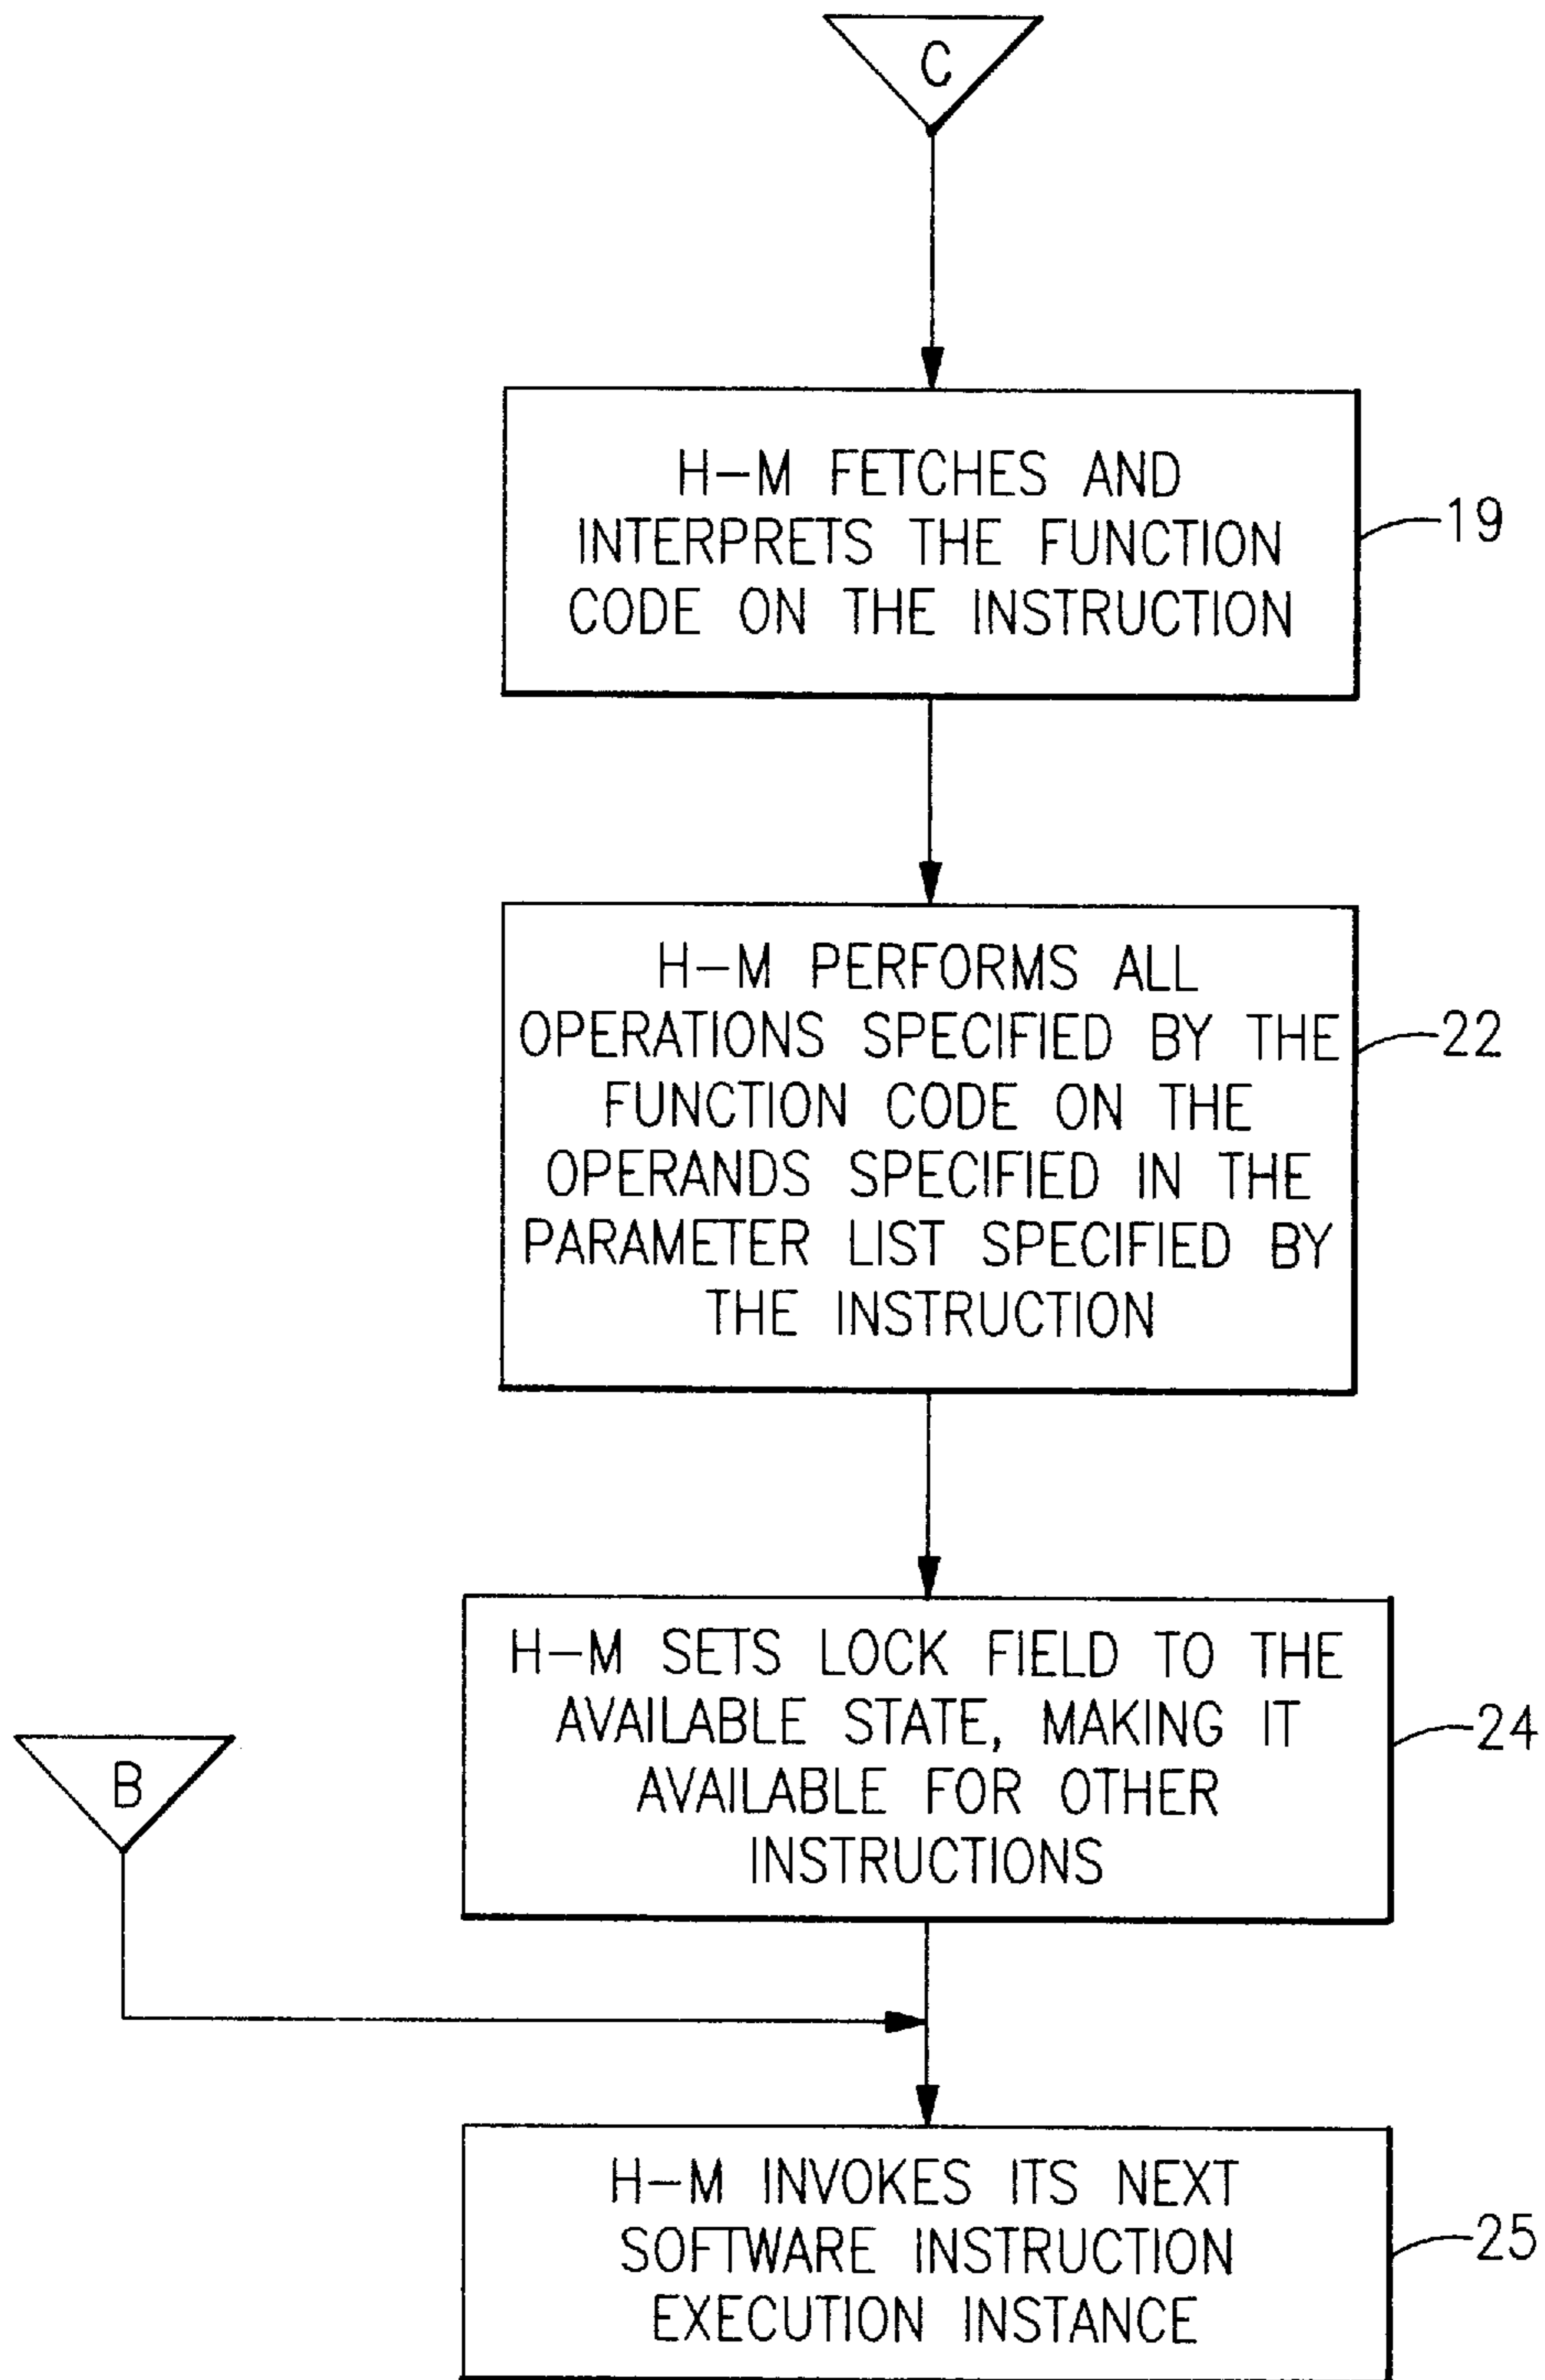 C
H-M FETCHES AND
INTERPRETS THE FUNCTION
CODE ON THE INSTRUCTION
19
H-M PERFORMS ALL
OPERATIONS SPECIFIED BY THE
FUNCTION CODE ON THE
OPERANDS SPECIFIED IN THE
PARAMETER LIST SPECIFIED BY
THE INSTRUCTION
22
H-M SETS LOCK FIELD TO THE
AVAILABLE STATE, MAKING IT
AVAILABLE FOR OTHER
INSTRUCTIONS
24
B
H-M INVOKES ITS NEXT
SOFTWARE INSTRUCTION
EXECUTION INSTANCE
25